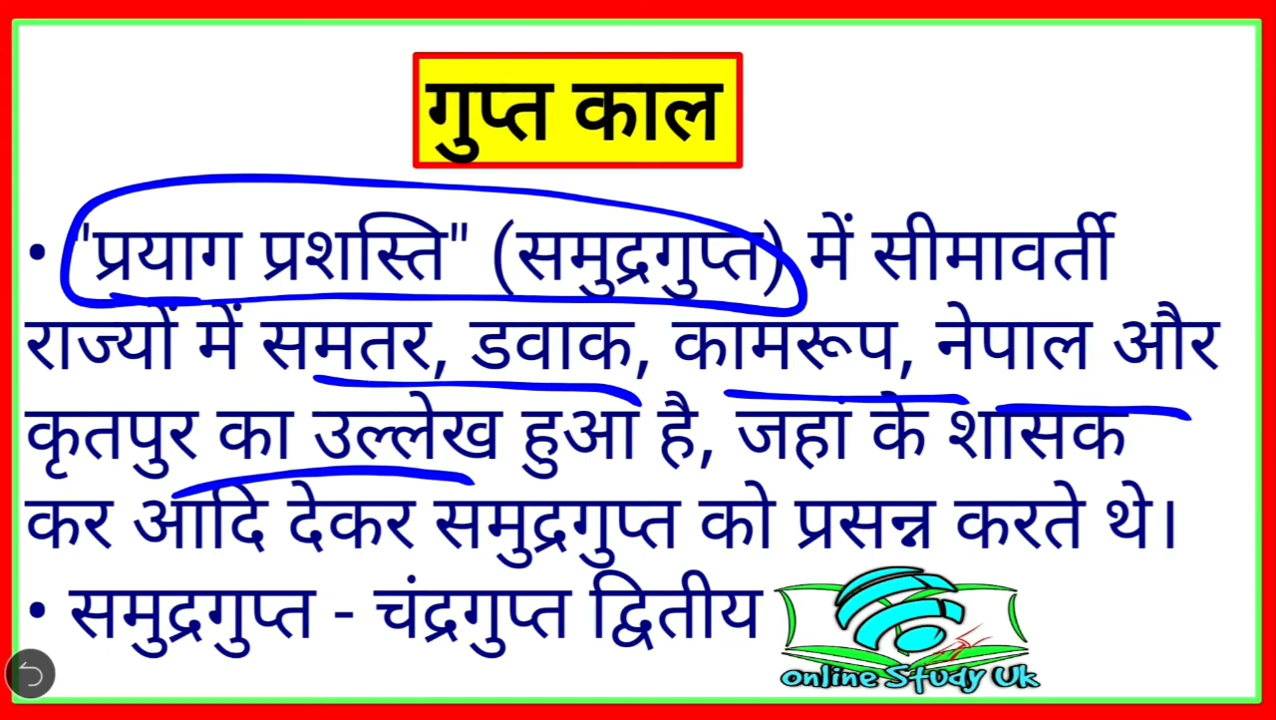 गुप्त काल
• "प्रयाग प्रशस्ति" (समुद्रगुप्त) में सीमावर्ती
राज्यों में समतर, डवाक, कामरूप, नेपाल और
कृतपुर का उल्लेख हुआ है, जहां के शासक
कर आदि देकर समुद्रगुप्त को प्रसन्न करते थे।
• समुद्रगुप्त - चंद्रगुप्त द्वितीय
online Study Uk